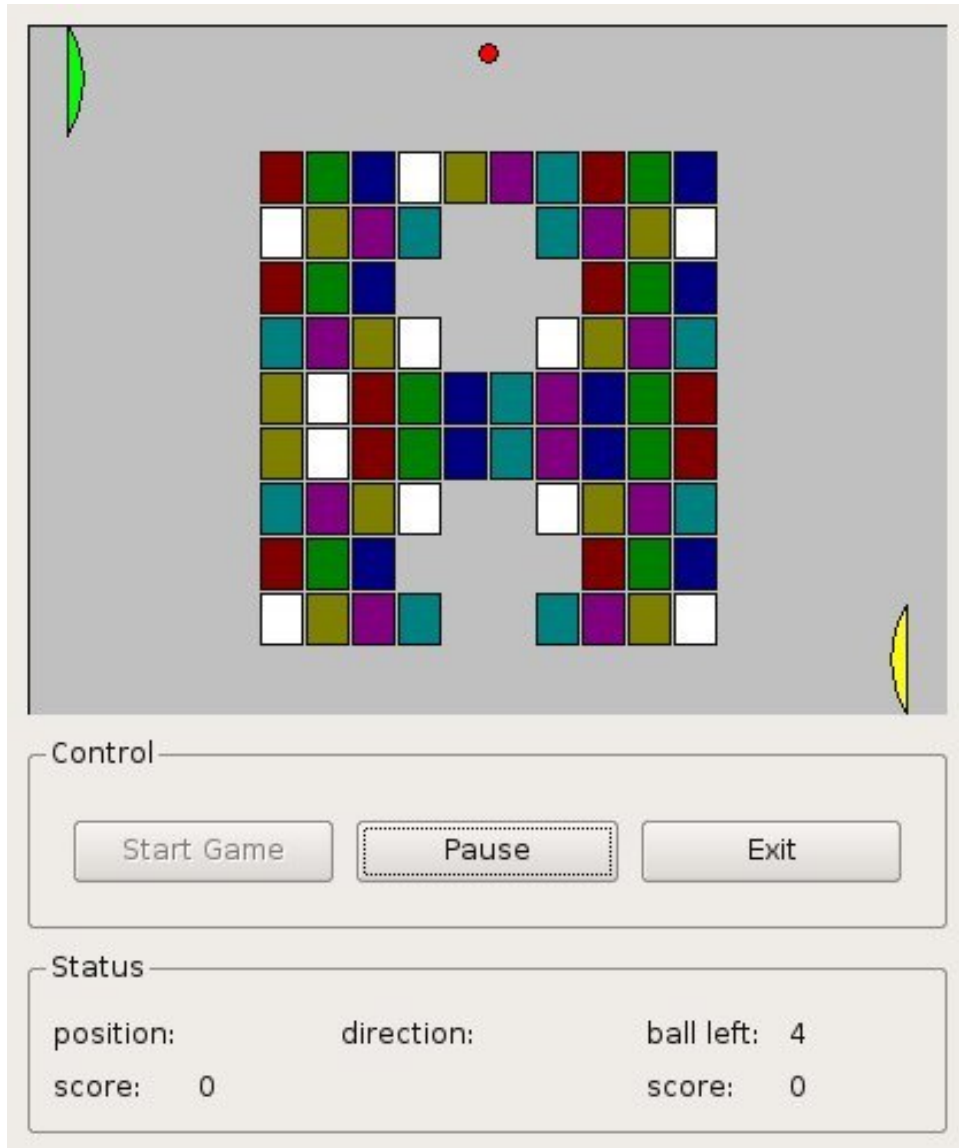 Control
Start Game Pause Exit
Status
position: direction: ball left: 4
score: 0 score: 0